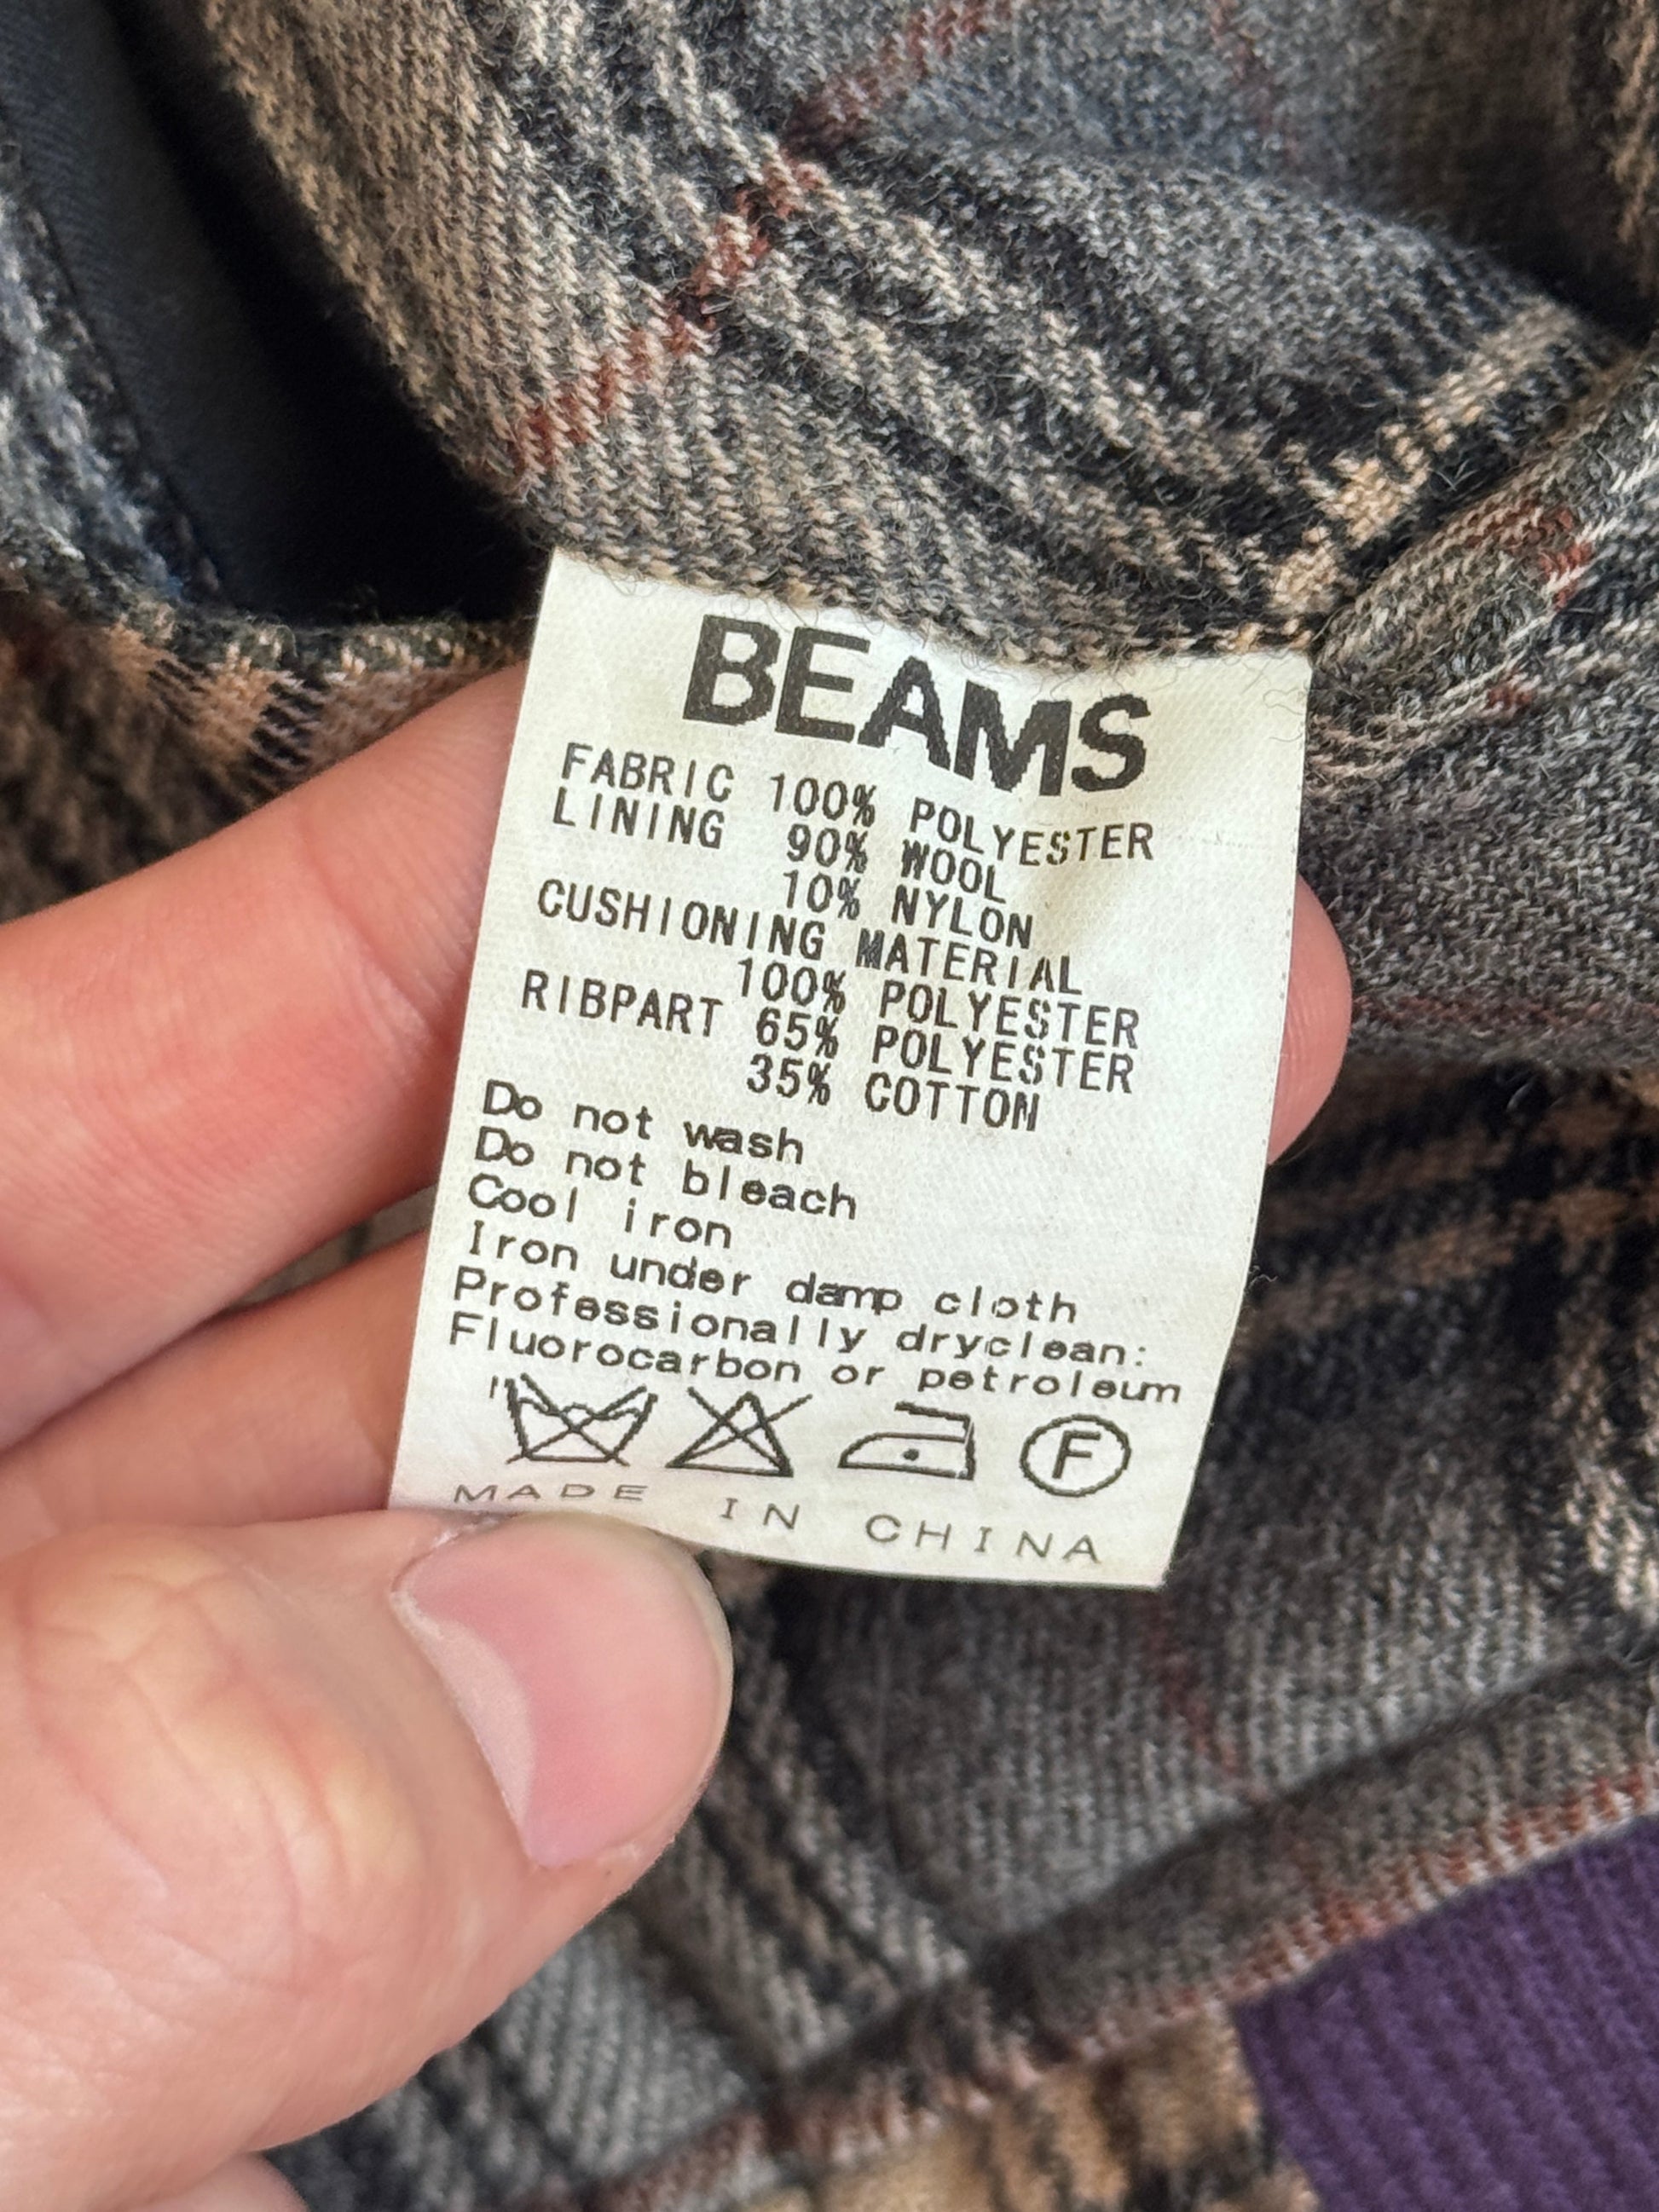 BEAMS
FABRIC 100% POLYESTER
LINING 90% WOOL
10% NYLON
CUSHIONING MATERIAL
100% POLYESTER
RIBPART 65% POLYESTER
35% COTTON
Do not wash
Do not bleach
Cool iron
Iron under damp cloth
Professionally dryclean:
Fluorocarbon or petroleum
F
MADE IN CHINA